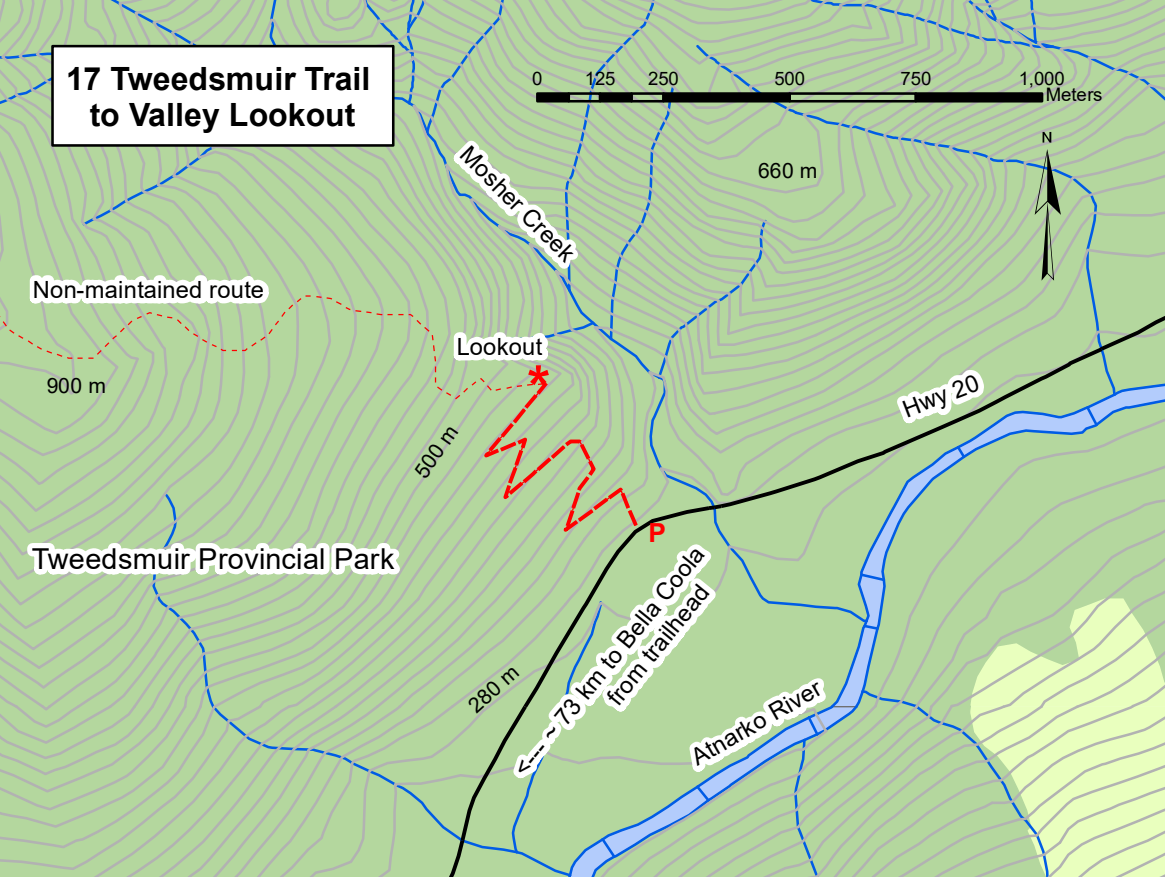 17 Tweedsmuir Trail
to Valley Lookout
0 125 250 500 750 1,000
Meters
N
660 m
Mosher Creek
Non-maintained route
Lookout
900 m
Hwy 20
500 m
P
Tweedsmuir Provincial Park
<--- ~ 73 km to Bella Coola
from trailhead
280 m
Atnarko River